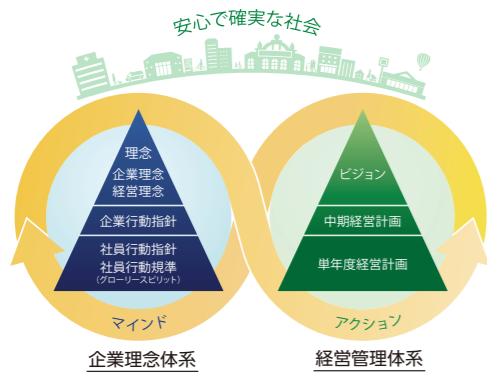 安心で確実な社会
理念
企業理念
経営理念
企業行動指針
社員行動指針
社員行動規準
(グローリースピリット)
マインド
企業理念体系
ビジョン
中期経営計画
単年度経営計画
アクション
経営管理体系